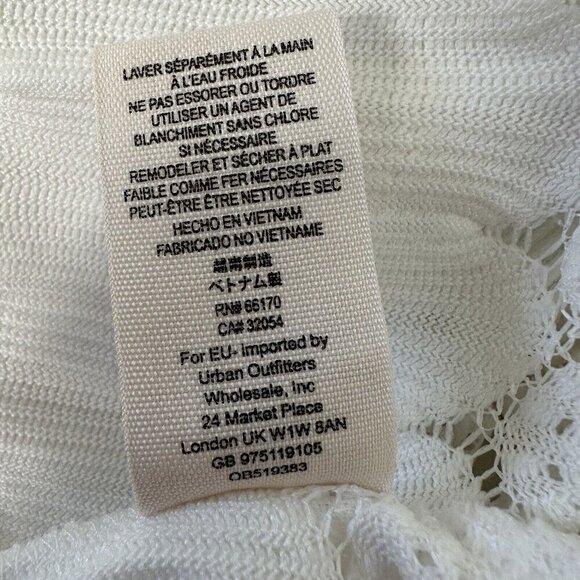 LAVER SÉPARÉMENT À LA MAIN
À L'EAU FROIDE
NE PAS ESSORER OU TORDRE
UTILISER UN AGENT DE
BLANCHIMENT SANS CHLORE
SI NÉCESSAIRE
REMODELER ET SÉCHER À PLAT
FAIBLE COMME FER NÉCESSAIRES
PEUT-ÊTRE ÊTRE NETTOYÉE SEC
HECHO EN VIETNAM
FABRICADO NO VIETNAME
越南制造
ベトナム製
RN# 66170
CA# 32054
For EU- Imported by
Urban Outfitters
Wholesale, Inc
24 Market Place
London UK W1W 8AN
GB 975119105
OB519383